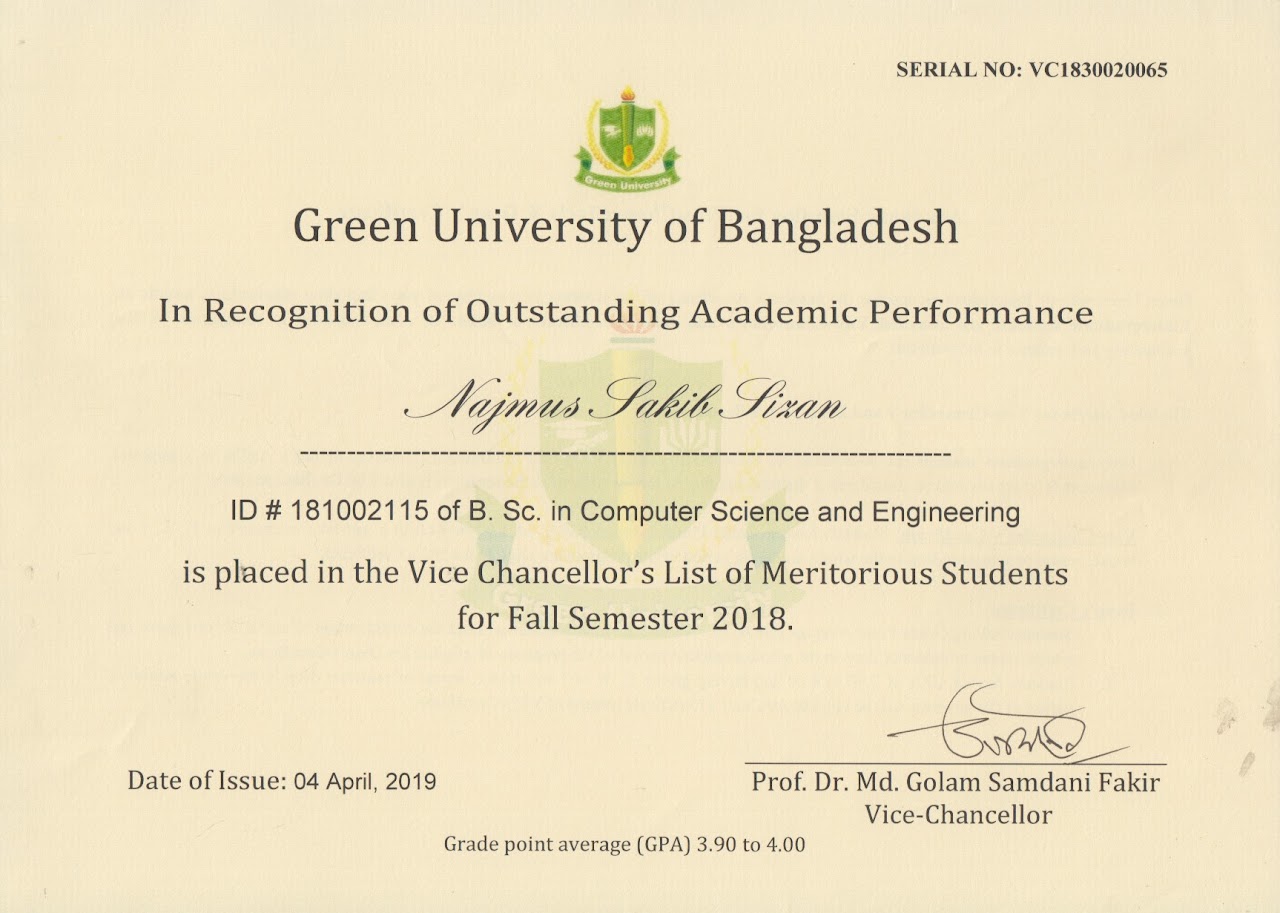 SERIAL NO: VC1830020065
Green University
Green University of Bangladesh
In Recognition of Outstanding Academic Performance
Najmus Sakib Sizan
ID # 181002115 of B. Sc. in Computer Science and Engineering
is placed in the Vice Chancellor's List of Meritorious Students
for Fall Semester 2018.
Date of Issue: 04 April, 2019
Prof. Dr. Md. Golam Samdani Fakir
Vice-Chancellor
Grade point average (GPA) 3.90 to 4.00